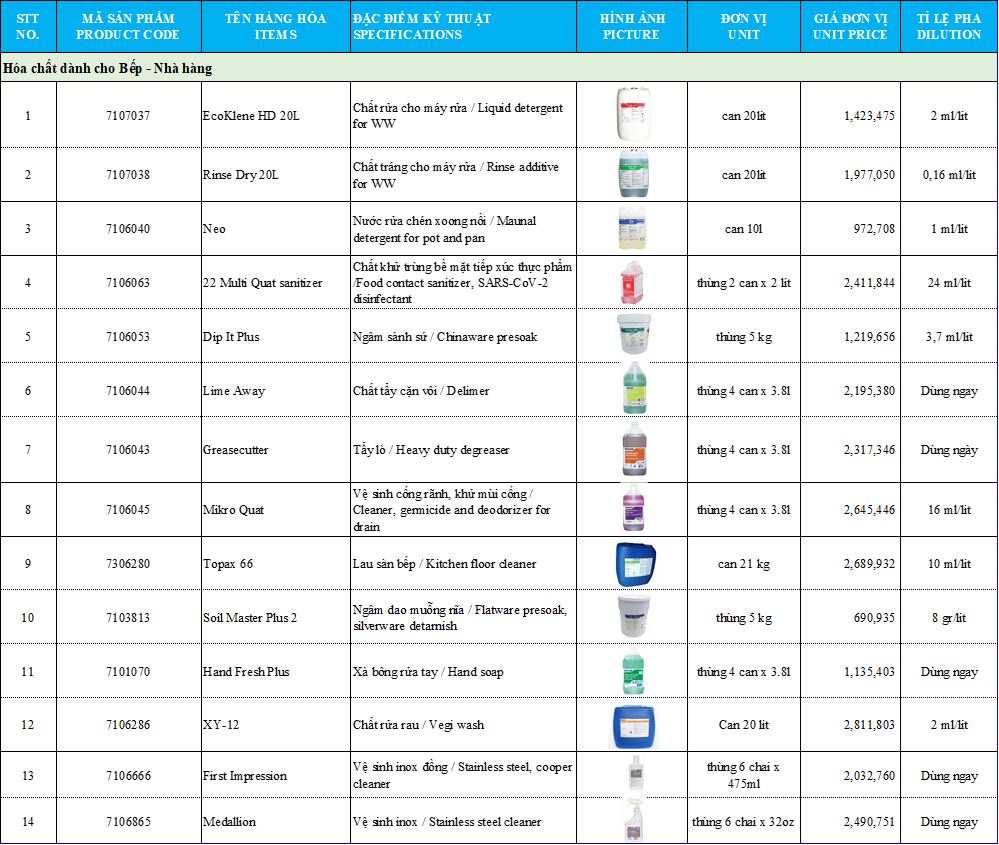 STT
NO.
MÃ SẢN PHẨM
PRODUCT CODE
TÊN HÀNG HÓA
ITEMS
ĐẶC ĐIỂM KỸ THUẬT
SPECIFICATIONS
HÌNH ẢNH
PICTURE
ĐƠN VỊ
UNIT
GIÁ ĐƠN VỊ
UNIT PRICE
TỈ LỆ PHA
DILUTION
Hóa chất dành cho Bếp - Nhà hàng
1
7107037
EcoKlene HD 20L
Chất rửa cho máy rửa / Liquid detergent
for WW
can 20lit
1,423,475
2 ml/lit
2
7107038
Rinse Dry 20L
Chất tráng cho máy rửa / Rinse additive
for WW
can 20lit
1,977,050
0,16 ml/lit
3
7106040
Neo
Nước rửa chén xoong nồi / Maunal
detergent for pot and pan
can 10l
972,708
1 ml/lit
4
7106063
22 Multi Quat sanitizer
Chất khử trùng bề mặt tiếp xúc thực phẩm
/Food contact sanitizer, SARS-CoV-2
disinfectant
thùng 2 can x 2 lit
2,411,844
24 ml/lit
5
7106053
Dip It Plus
Ngâm sành sứ / Chinaware presoak
thùng 5 kg
1,219,656
3,7 ml/lit
6
7106044
Lime Away
Chất tẩy cặn vôi / Delimer
thùng 4 can x 3.8l
2,195,380
Dùng ngay
7
7106043
Greasecutter
Tẩy lò / Heavy duty degreaser
thùng 4 can x 3.8l
2,317,346
Dùng ngày
8
7106045
Mikro Quat
Vệ sinh cống rãnh, khử mùi cống /
Cleaner, germicide and deodorizer for
drain
thùng 4 can x 3.8l
2,645,446
16 ml/lit
9
7306280
Topax 66
Lau sàn bếp / Kitchen floor cleaner
can 21 kg
2,689,932
10 ml/lit
10
7103813
Soil Master Plus 2
Ngâm dao muỗng nĩa / Flatware presoak,
silverware detarnish
thùng 5 kg
690,935
8 gr/lit
11
7101070
Hand Fresh Plus
Xà bông rửa tay / Hand soap
thùng 4 can x 3.8l
1,135,403
Dùng ngay
12
7106286
XY-12
Chất rửa rau / Vegi wash
Can 20 lit
2,811,803
2 ml/lit
13
7106666
First Impression
Vệ sinh inox đồng / Stainless steel, cooper
cleaner
thùng 6 chai x
475ml
2,032,760
Dùng ngay
14
7106865
Medallion
Vệ sinh inox / Stainless steel cleaner
thùng 6 chai x 32oz
2,490,751
Dùng ngay